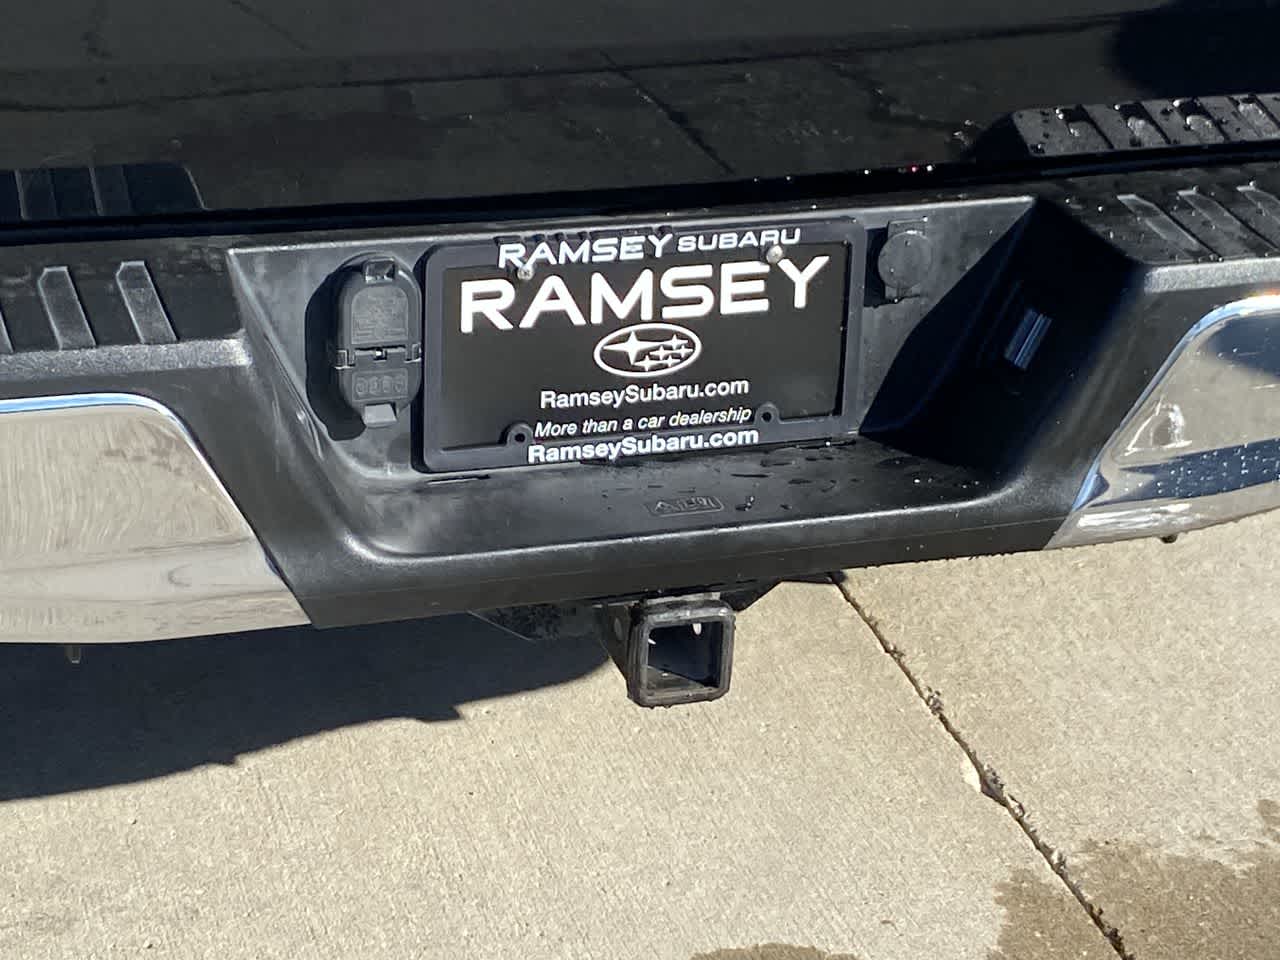 RAMSEY SUBARU
RAMSEY
RamseySubaru.com
More than a car dealership
RamseySubaru.com